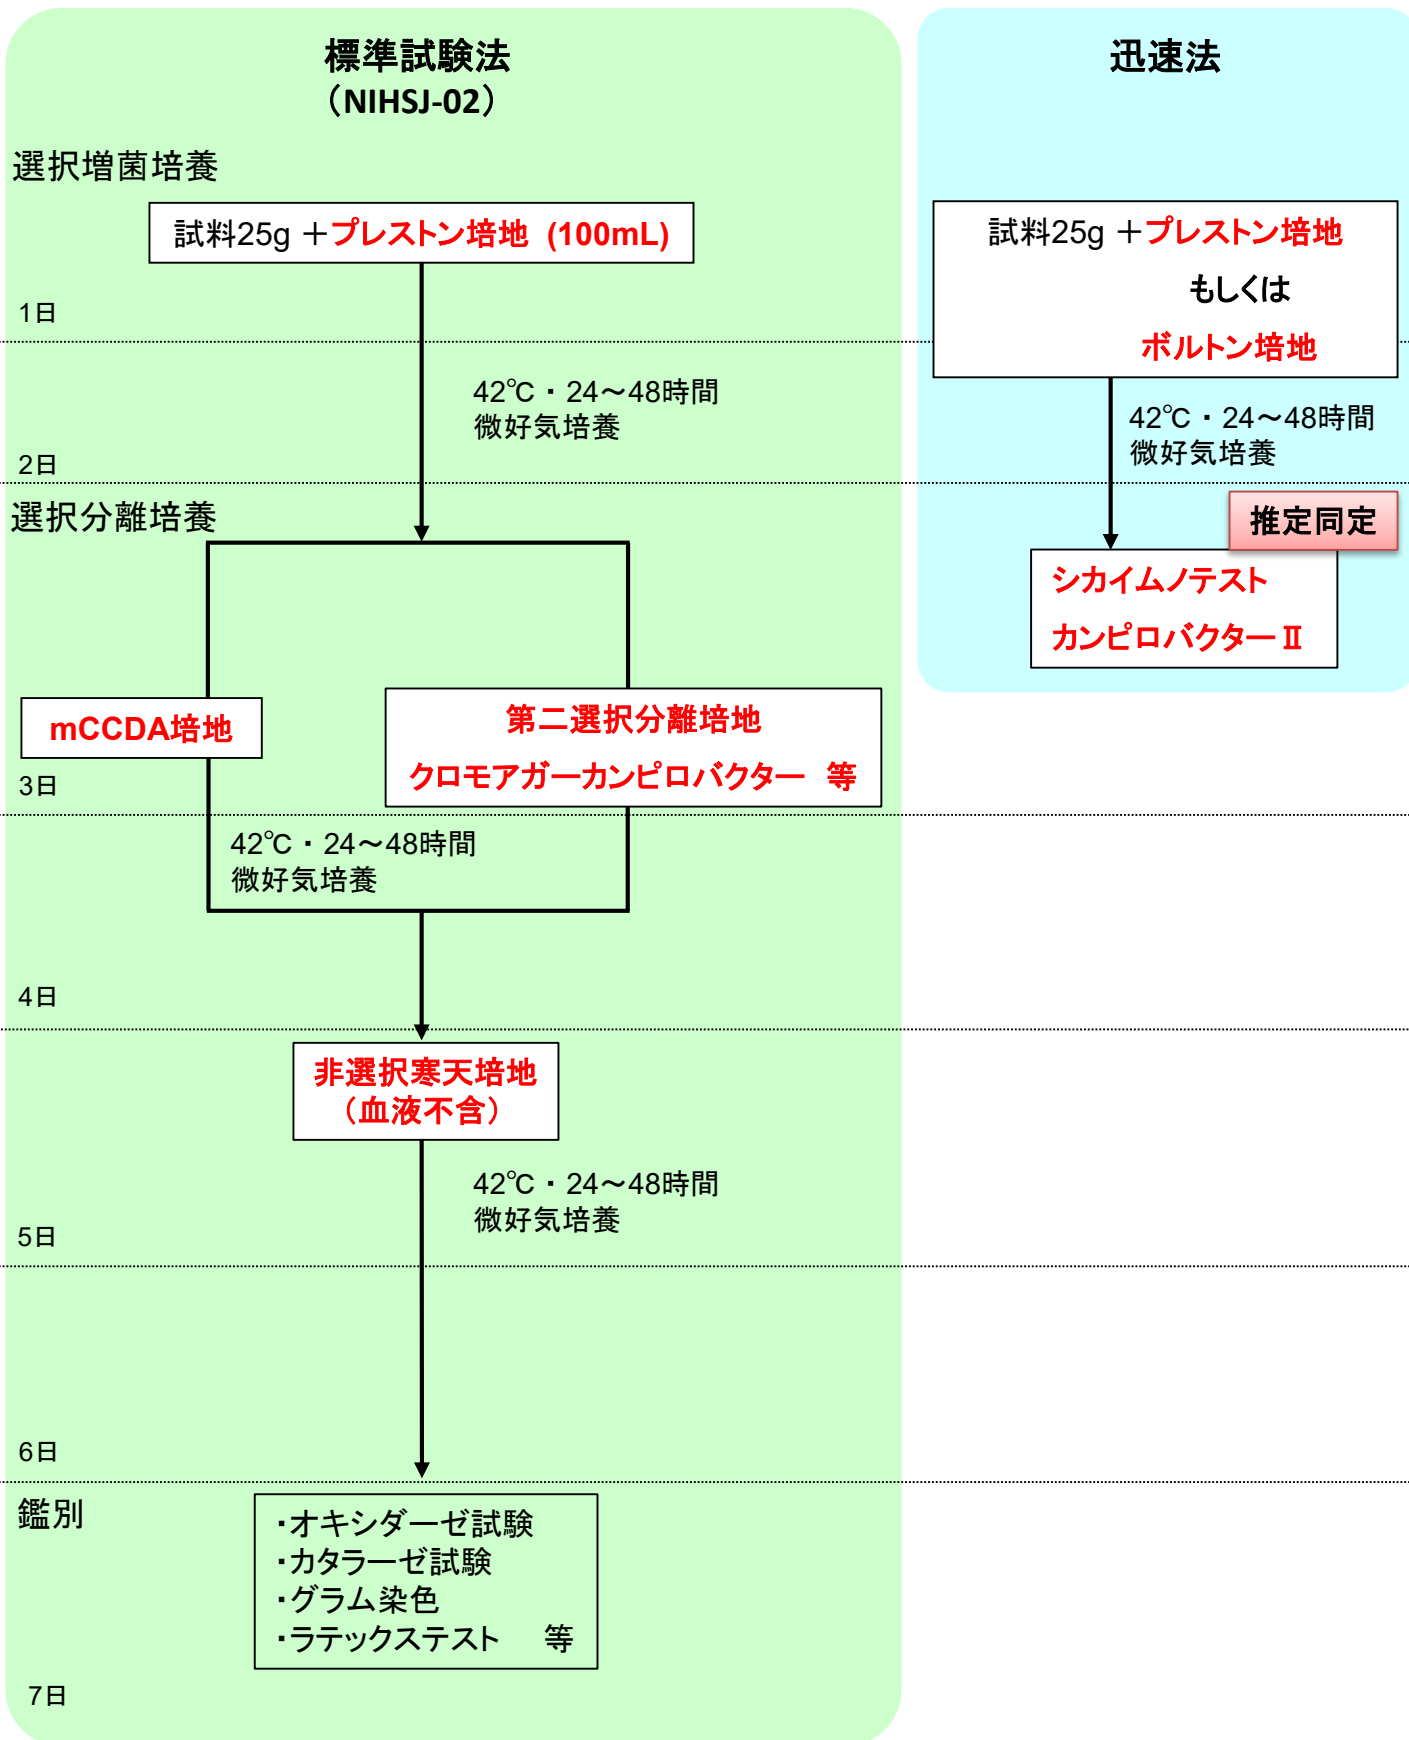 標準試験法
（NIHSJ-02）
選択増菌培養
試料25g ＋プレストン培地 (100mL)
1日
42℃・24～48時間
微好気培養
2日
選択分離培養
mCCDA培地
第二選択分離培地
クロモアガーカンピロバクター 等
3日
42℃・24～48時間
微好気培養
4日
非選択寒天培地
（血液不含）
42℃・24～48時間
微好気培養
5日
6日
鑑別
・オキシダーゼ試験
・カタラーゼ試験
・グラム染色
・ラテックステスト 等
7日
迅速法
試料25g ＋プレストン培地
もしくは
ボルトン培地
42℃・24～48時間
微好気培養
推定同定
シカイムノテスト
カンピロバクターⅡ